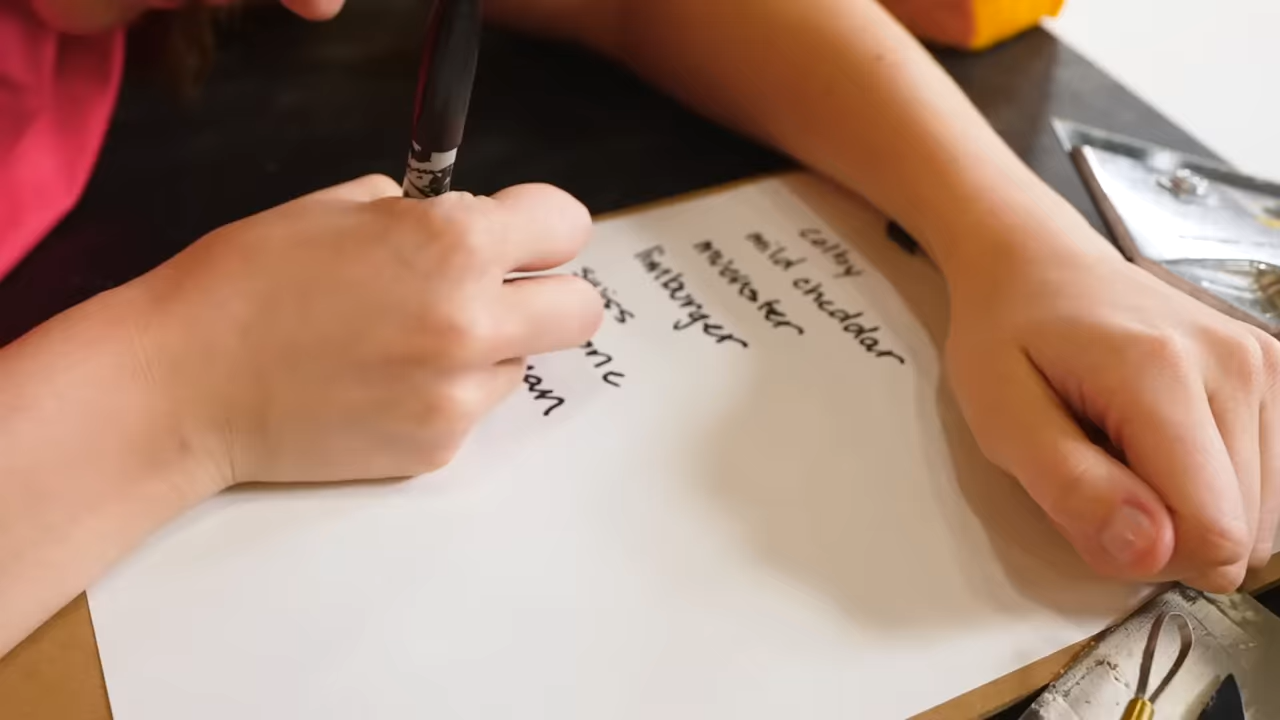 colby
mild cheddar
muenster
limburger
swiss